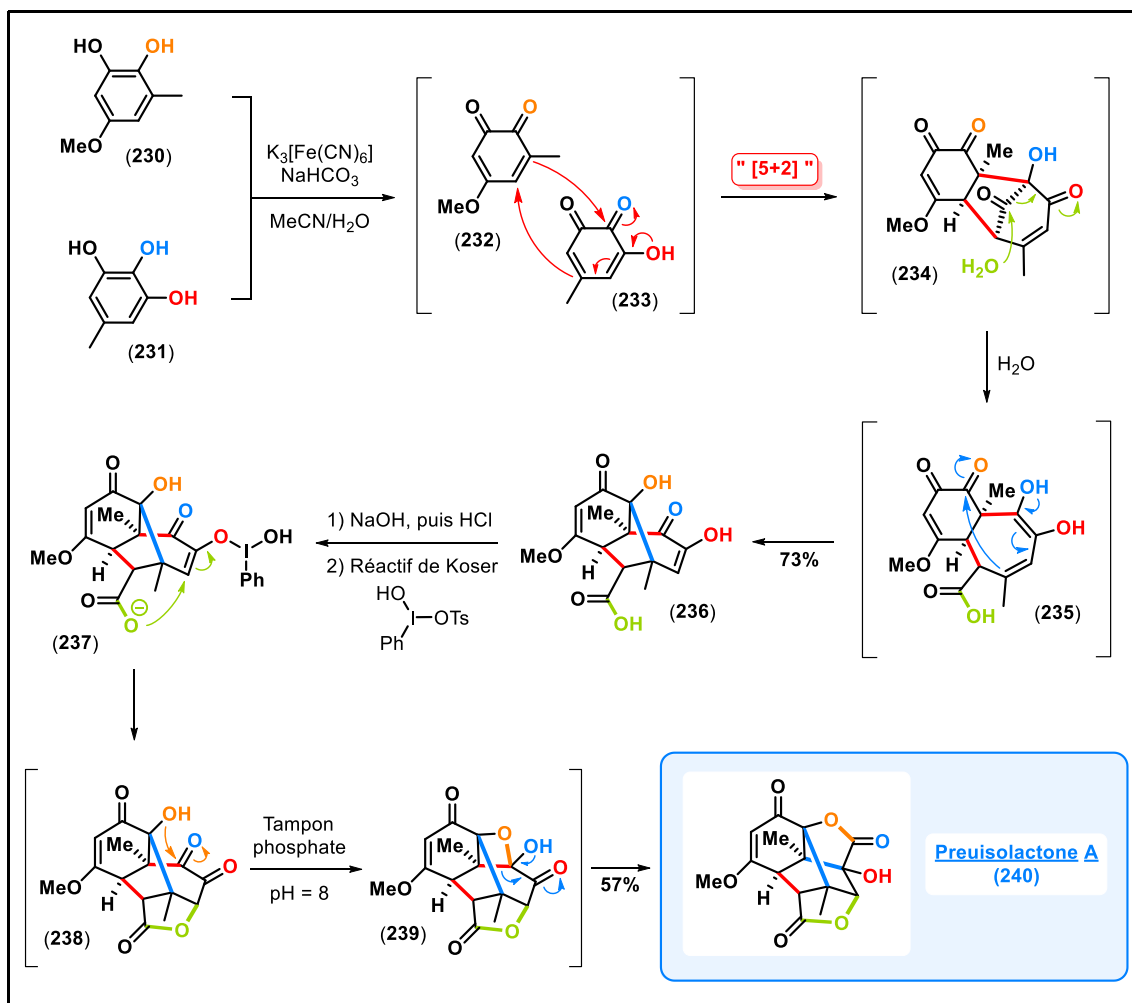 HO OH
MeO (230)
HO OH
OH
(231)
K3[Fe(CN)6]
NaHCO3
MeCN/H2O
O O
MeO
(232)
O O
OH
(233)
" [5+2] "
O O
Me
OH
O
O
MeO
H
H2O
(234)
H2O
O O
Me
OH
OH
MeO
H
O
OH
(235)
73%
O
OH
Me
O
OH
MeO
H
O
OH
(236)
1) NaOH, puis HCl
2) Réactif de Koser
HO
I OTs
Ph
O
OH
Me
O
O
OH
I
Ph
MeO
H
O
⊖
O
(237)
O
OH
O
Me
O
MeO
H
O
O
(238)
Tampon
phosphate
pH = 8
O
O
OH
Me
O
MeO
H
O
O
(239)
57%
O
O
O
Me
OH
MeO
H
O
O
Preuisolactone A
(240)